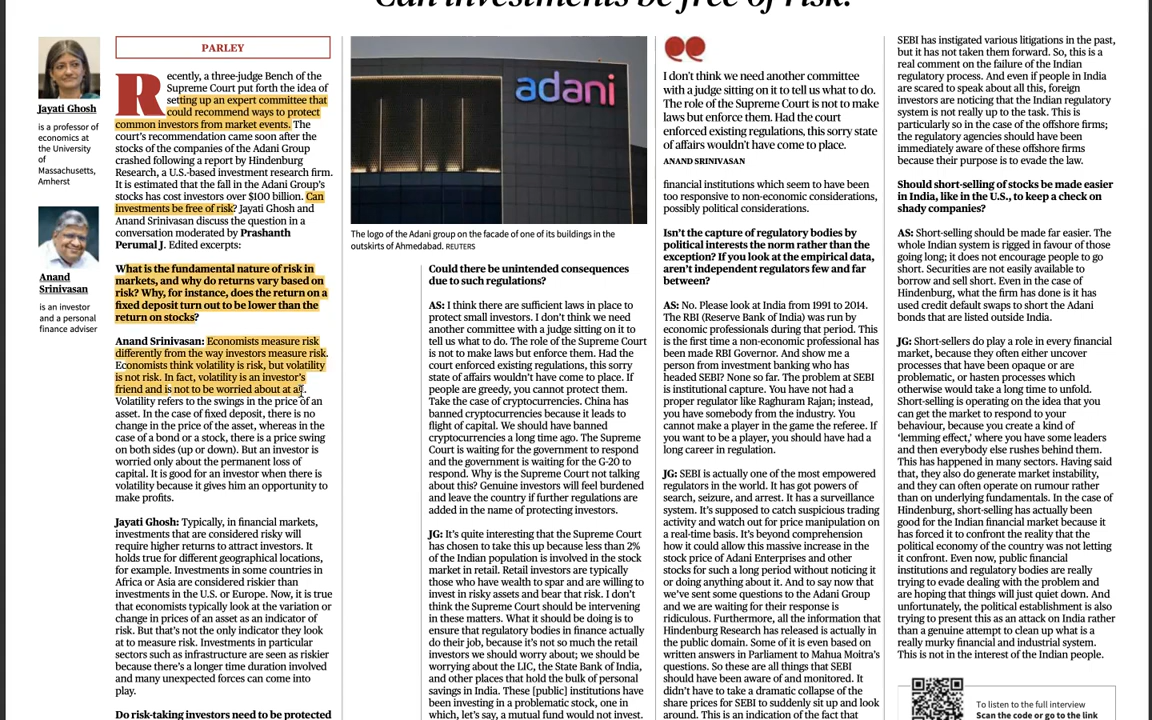 Can investments be free of risk?
Jayati Ghosh
is a professor of
economics at
the University
of
Massachusetts,
Amherst
Anand
Srinivasan
is an investor
and a personal
finance adviser
PARLEY
Recently, a three-judge Bench of the
Supreme Court put forth the idea of
setting up an expert committee that
could recommend ways to protect
common investors from market events. The
court's recommendation came soon after the
stocks of the companies of the Adani Group
crashed following a report by Hindenburg
Research, a U.S.-based investment research firm.
It is estimated that the fall in the Adani Group's
stocks has cost investors over $100 billion. Can
investments be free of risk? Jayati Ghosh and
Anand Srinivasan discuss the question in a
conversation moderated by Prashanth
Perumal J. Edited excerpts:
What is the fundamental nature of risk in
markets, and why do returns vary based on
risk? Why, for instance, does the return on a
fixed deposit turn out to be lower than the
return on stocks?
Anand Srinivasan: Economists measure risk
differently from the way investors measure risk.
Economists think volatility is risk, but volatility
is not risk. In fact, volatility is an investor's
friend and is not to be worried about at all.
Volatility refers to the swings in the price of an
asset. In the case of fixed deposit, there is no
change in the price of the asset, whereas in the
case of a bond or a stock, there is a price swing
on both sides (up or down). But an investor is
worried only about the permanent loss of
capital. It is good for an investor when there is
volatility because it gives him an opportunity to
make profits.
Jayati Ghosh: Typically, in financial markets,
investments that are considered risky will
require higher returns to attract investors. It
holds true for different geographical locations,
for example. Investments in some countries in
Africa or Asia are considered riskier than
investments in the U.S. or Europe. Now, it is true
that economists typically look at the variation or
change in prices of an asset as an indicator of
risk. But that's not the only indicator they look
at to measure risk. Investments in particular
sectors such as infrastructure are seen as riskier
because there's a longer time duration involved
and many unexpected forces can come into
play.
Do risk-taking investors need to be protected
adani
The logo of the Adani group on the facade of one of its buildings in the
outskirts of Ahmedabad. REUTERS
Could there be unintended consequences
due to such regulations?
AS: I think there are sufficient laws in place to
protect small investors. I don't think we need
another committee with a judge sitting on it to
tell us what to do. The role of the Supreme Court
is not to make laws but enforce them. Had the
court enforced existing regulations, this sorry
state of affairs wouldn't have come to place. If
people are greedy, you cannot protect them.
Take the case of cryptocurrencies. China has
banned cryptocurrencies because it leads to
flight of capital. We should have banned
cryptocurrencies a long time ago. The Supreme
Court is waiting for the government to respond
and the government is waiting for the G-20 to
respond. Why is the Supreme Court not talking
about this? Genuine investors will feel burdened
and leave the country if further regulations are
added in the name of protecting investors.
JG: It's quite interesting that the Supreme Court
has chosen to take this up because less than 2%
of the Indian population is involved in the stock
market in retail. Retail investors are typically
those who have wealth to spar and are willing to
invest in risky assets and bear that risk. I don't
think the Supreme Court should be intervening
in these matters. What it should be doing is to
ensure that regulatory bodies in finance actually
do their job, because it's not so much the retail
investors we should worry about; we should be
worrying about the LIC, the State Bank of India,
and other places that hold the bulk of personal
savings in India. These [public] institutions have
been investing in a problematic stock, one in
which, let's say, a mutual fund would not invest.
I don't think we need another committee
with a judge sitting on it to tell us what to do.
The role of the Supreme Court is not to make
laws but enforce them. Had the court
enforced existing regulations, this sorry state
of affairs wouldn't have come to place.
ANAND SRINIVASAN
financial institutions which seem to have been
too responsive to non-economic considerations,
possibly political considerations.
Isn't the capture of regulatory bodies by
political interests the norm rather than the
exception? If you look at the empirical data,
aren't independent regulators few and far
between?
AS: No. Please look at India from 1991 to 2014.
The RBI (Reserve Bank of India) was run by
economic professionals during that period. This
is the first time a non-economic professional has
been made RBI Governor. And show me a
person from investment banking who has
headed SEBI? None so far. The problem at SEBI
is institutional capture. You have not had a
proper regulator like Raghuram Rajan; instead,
you have somebody from the industry. You
cannot make a player in the game the referee. If
you want to be a player, you should have had a
long career in regulation.
JG: SEBI is actually one of the most empowered
regulators in the world. It has got powers of
search, seizure, and arrest. It has a surveillance
system. It's supposed to catch suspicious trading
activity and watch out for price manipulation on
a real-time basis. It's beyond comprehension
how it could allow this massive increase in the
stock price of Adani Enterprises and other
stocks for such a long period without noticing it
or doing anything about it. And to say now that
we've sent some questions to the Adani Group
and we are waiting for their response is
ridiculous. Furthermore, all the information that
Hindenburg Research has released is actually in
the public domain. Some of it is even based on
written answers in Parliament to Mahua Moitra's
questions. So these are all things that SEBI
should have been aware of and monitored. It
didn't have to take a dramatic collapse of the
share prices for SEBI to suddenly sit up and look
around. This is an indication of the fact that
SEBI has instigated various litigations in the past,
but it has not taken them forward. So, this is a
real comment on the failure of the Indian
regulatory process. And even if people in India
are scared to speak about all this, foreign
investors are noticing that the Indian regulatory
system is not really up to the task. This is
particularly so in the case of the offshore firms;
the regulatory agencies should have been
immediately aware of these offshore firms
because their purpose is to evade the law.
Should short-selling of stocks be made easier
in India, like in the U.S., to keep a check on
shady companies?
AS: Short-selling should be made far easier. The
whole Indian system is rigged in favour of those
going long; it does not encourage people to go
short. Securities are not easily available to
borrow and sell short. Even in the case of
Hindenburg, what the firm has done is it has
used credit default swaps to short the Adani
bonds that are listed outside India.
JG: Short-sellers do play a role in every financial
market, because they often either uncover
processes that have been opaque or are
problematic, or hasten processes which
otherwise would take a long time to unfold.
Short-selling is operating on the idea that you
can get the market to respond to your
behaviour, because you create a kind of
'lemming effect,' where you have some leaders
and then everybody else rushes behind them.
This has happened in many sectors. Having said
that, they also do generate market instability,
and they can often operate on rumour rather
than on underlying fundamentals. In the case of
Hindenburg, short-selling has actually been
good for the Indian financial market because it
has forced it to confront the reality that the
political economy of the country was not letting
it confront. Even now, public financial
institutions and regulatory bodies are really
trying to evade dealing with the problem and
are hoping that things will just quiet down. And
unfortunately, the political establishment is also
trying to present this as an attack on India rather
than a genuine attempt to clean up what is a
really murky financial and industrial system.
This is not in the interest of the Indian people.
To listen to the full interview
Scan the code or go to the link